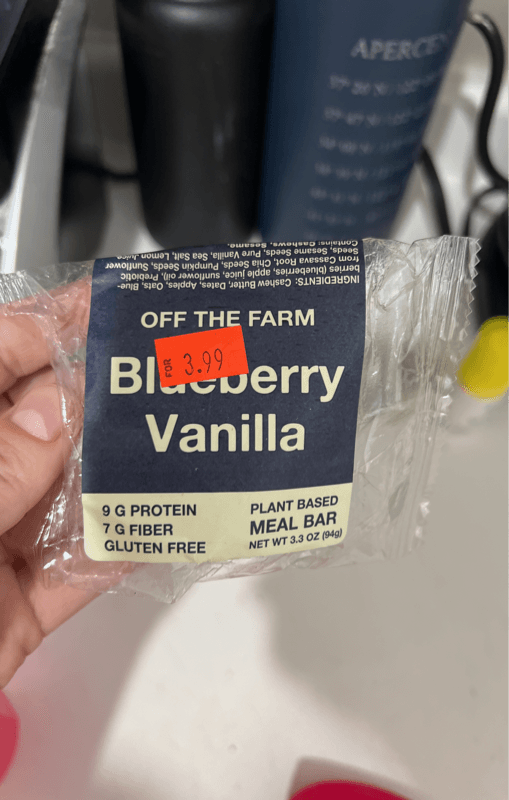 APERCE
INGREDIENTS: Cashew Butter, Dates, Apples, Oats, Blue-
berries blueberries, apple juice, sunflower oil), Prebiotic
from Cassava Root, Chia Seeds, Pumpkin Seeds, Sunflower
Seeds, Sesame Seeds, Pure Vanilla, Sea Salt, Lemon Juice
Contains: Cashews, Sesame.
OFF THE FARM
FOR 3.99
Blueberry
Vanilla
9 G PROTEIN
7 G FIBER
GLUTEN FREE
PLANT BASED
MEAL BAR
NET WT 3.3 OZ (94g)